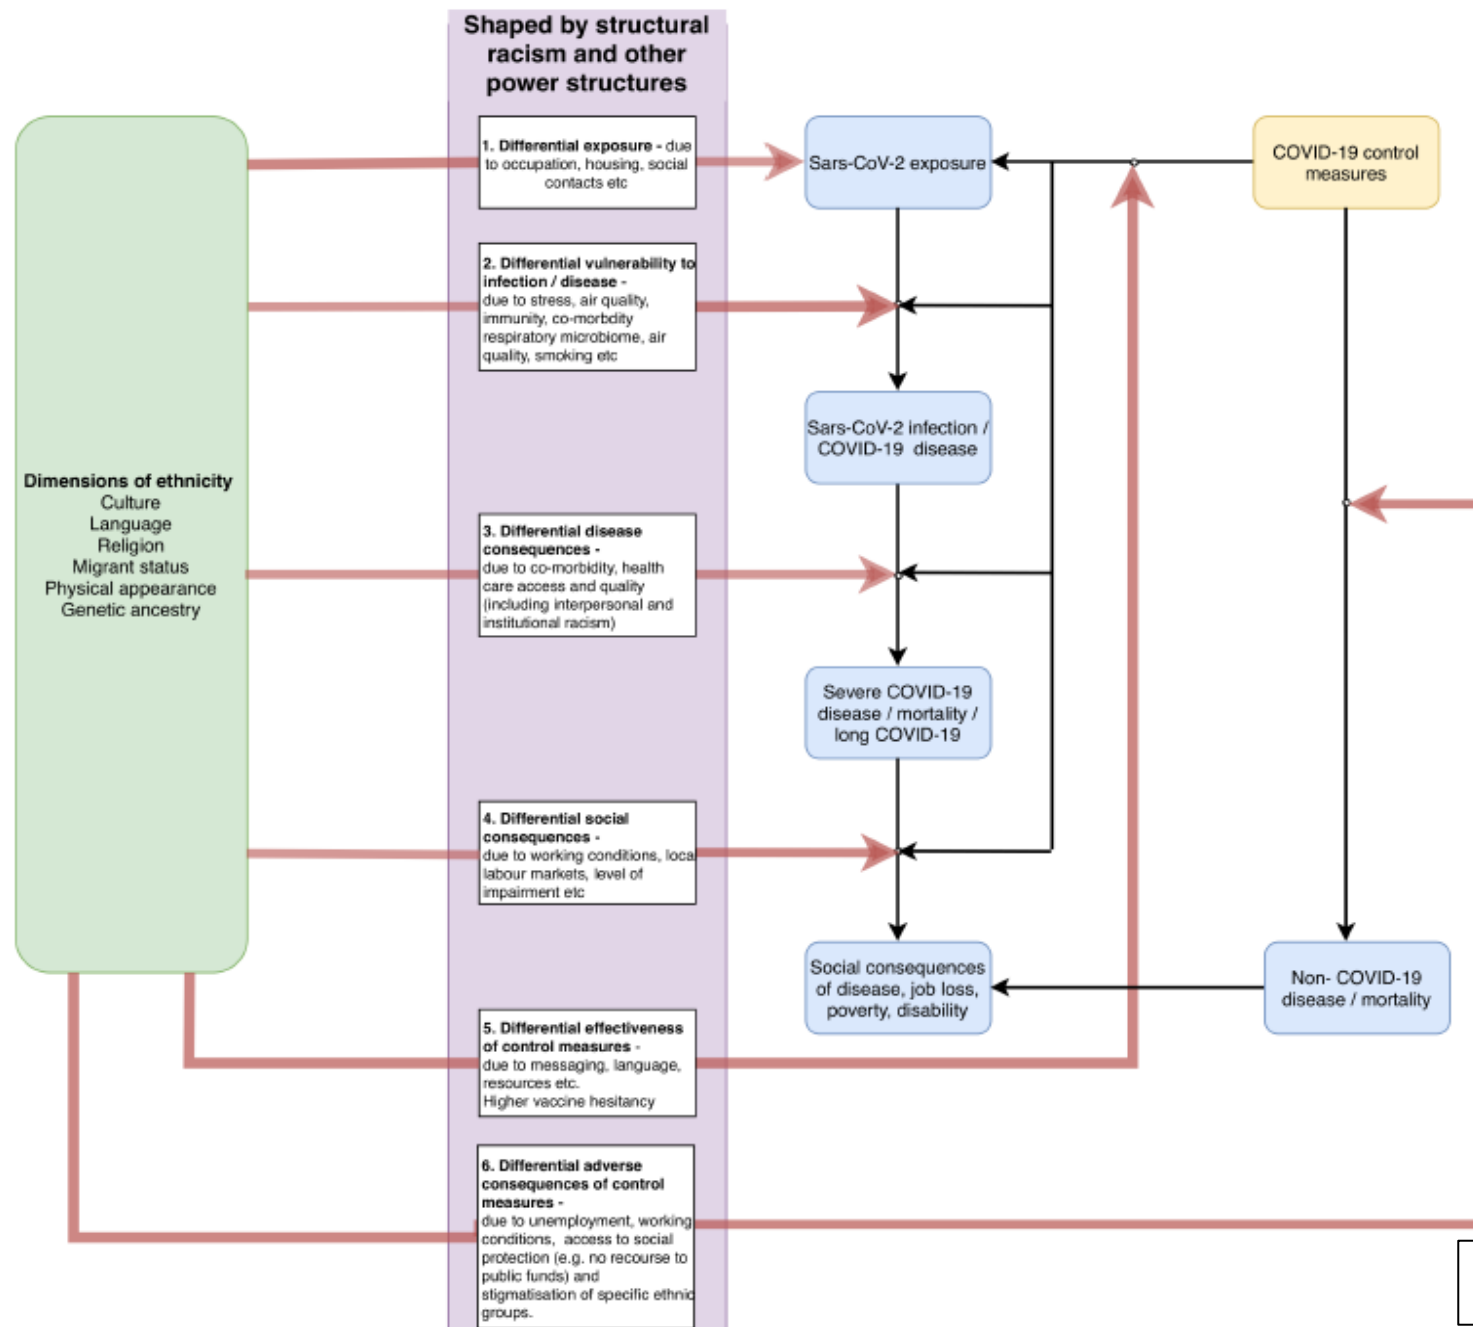 Shaped by structural
racism and other
power structures
Dimensions of ethnicity
Culture
Language
Religion
Migrant status
Physical appearance
Genetic ancestry
1. Differential exposure - due
to occupation, housing, social
contacts etc
2. Differential vulnerability to
infection / disease -
due to stress, air quality,
immunity, co-morbdity
respiratory microbiome, air
quality, smoking etc
3. Differential disease
consequences -
due to co-morbidity, health
care access and quality
(including interpersonal and
institutional racism)
4. Differential social
consequences -
due to working conditions, loca
labour markets, level of
impairment etc
5. Differential effectiveness
of control measures -
due to messaging, language,
resources etc.
Higher vaccine hesitancy
6. Differential adverse
consequences of control
measures -
due to unemployment, working
conditions, access to social
protection (e.g. no recourse to
public funds) and
stigmatisation of specific ethnic
groups.
Sars-CoV-2 exposure
Sars-CoV-2 infection /
COVID-19 disease
Severe COVID-19
disease / mortality /
long COVID-19
Social consequences
of disease, job loss,
poverty, disability
COVID-19 control
measures
Non- COVID-19
disease / mortality